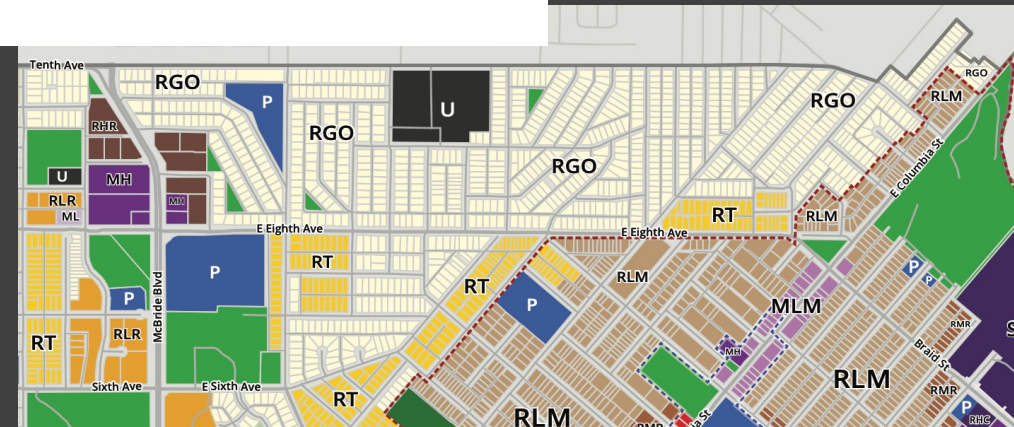 Tenth Ave
RGO
P
RHR
RGO
U
RGO
RGO
RGO
RLM
U
MH
MH
RLR
ML
RT
RLM
E Columbia St
E Eighth Ave
E Eighth Ave
RT
RT
P
P
McBride Blvd
RLR
RT
RLM
P
MLM
P
P
RMR
MH
Braid St
RLM
RMR
Sixth Ave
E Sixth Ave
RT
RLM
P
RHC